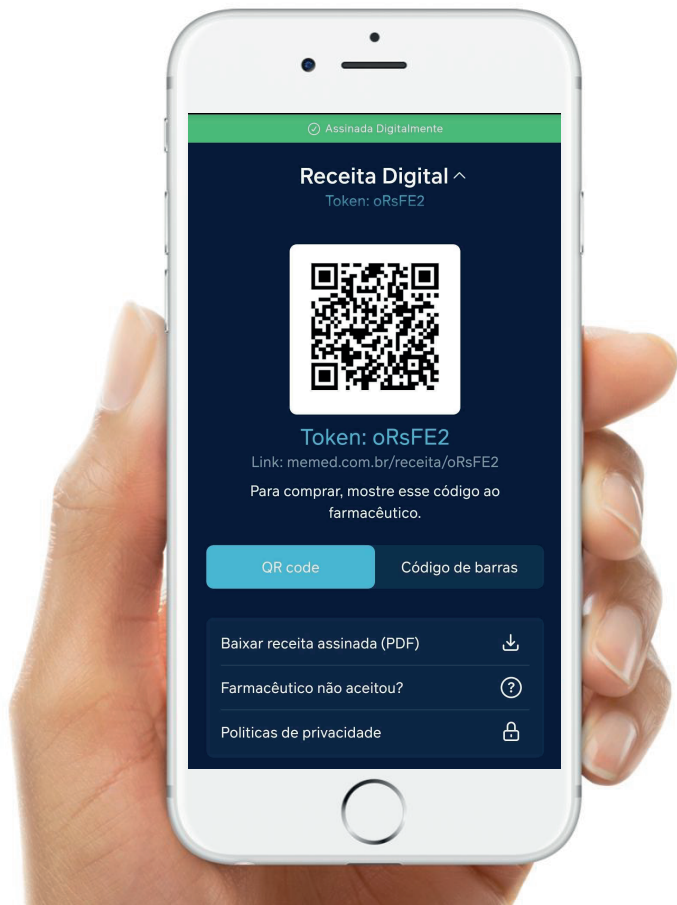 Assinada Digitalmente
Receita Digital
Token: oRsFE2
Token: oRsFE2
Link: memed.com.br/receita/oRsFE2
Para comprar, mostre esse código ao
farmacêutico.
QR code
Código de barras
Baixar receita assinada (PDF)
Farmacêutico não aceitou?
Politicas de privacidade